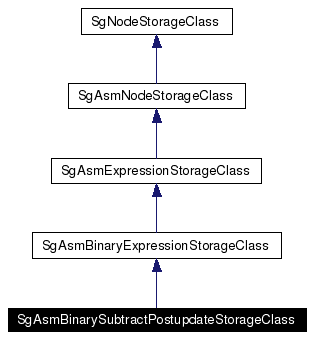 SgNodeStorageClass
SgAsmNodeStorageClass
SgAsmExpressionStorageClass
SgAsmBinaryExpressionStorageClass
SgAsmBinarySubtractPostupdateStorageClass